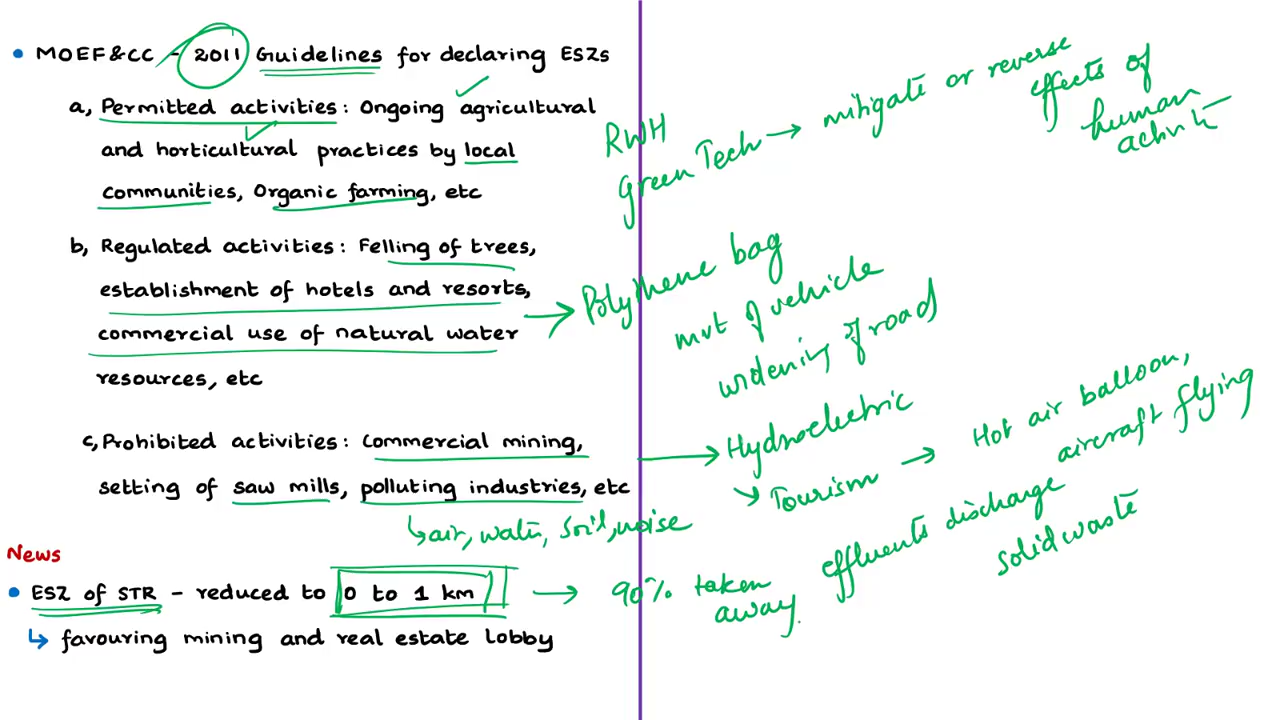 • MOEF&CC - 2011 Guidelines for declaring ESZs
a, Permitted activities: Ongoing agricultural
and horticultural practices by local
communities, Organic farming, etc
b, Regulated activities: Felling of trees,
establishment of hotels and resorts,
commercial use of natural water
resources, etc
c, Prohibited activities: Commercial mining,
setting of saw mills, polluting industries, etc
↳ air, water, soil, noise
News
• ESZ of STR - reduced to 0 to 1 km → 90% taken
away.
↳ favouring mining and real estate lobby
RWH
Green Tech → mitigate or reverse
effects of
human
Polythene bag
mvt of vehicle
widening of road
Hydroelectric
↘ Tourism → Hot air balloon,
aircraft flying
effluents discharge
solid waste